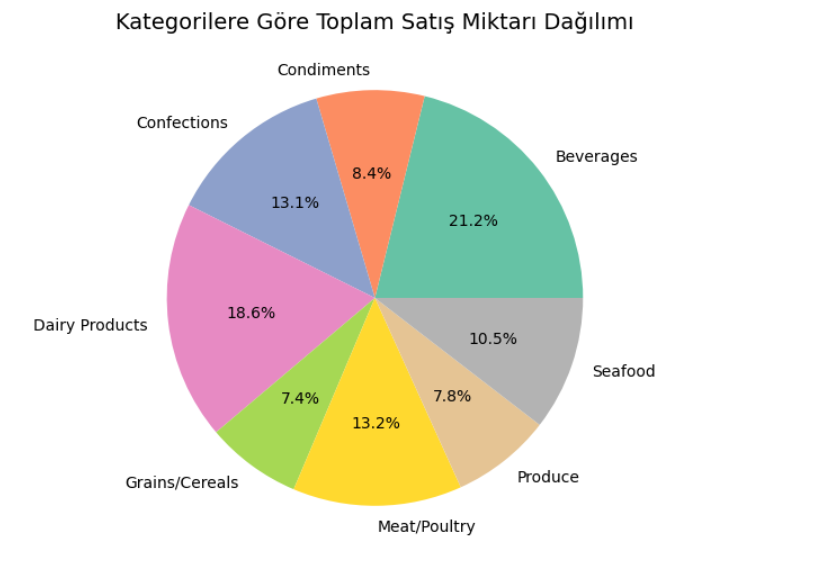 Kategorilere Göre Toplam Satış Miktarı Dağılımı
Condiments
Confections
Beverages
8.4%
13.1%
21.2%
18.6%
Dairy Products
10.5%
Seafood
7.4%
7.8%
13.2%
Grains/Cereals
Produce
Meat/Poultry